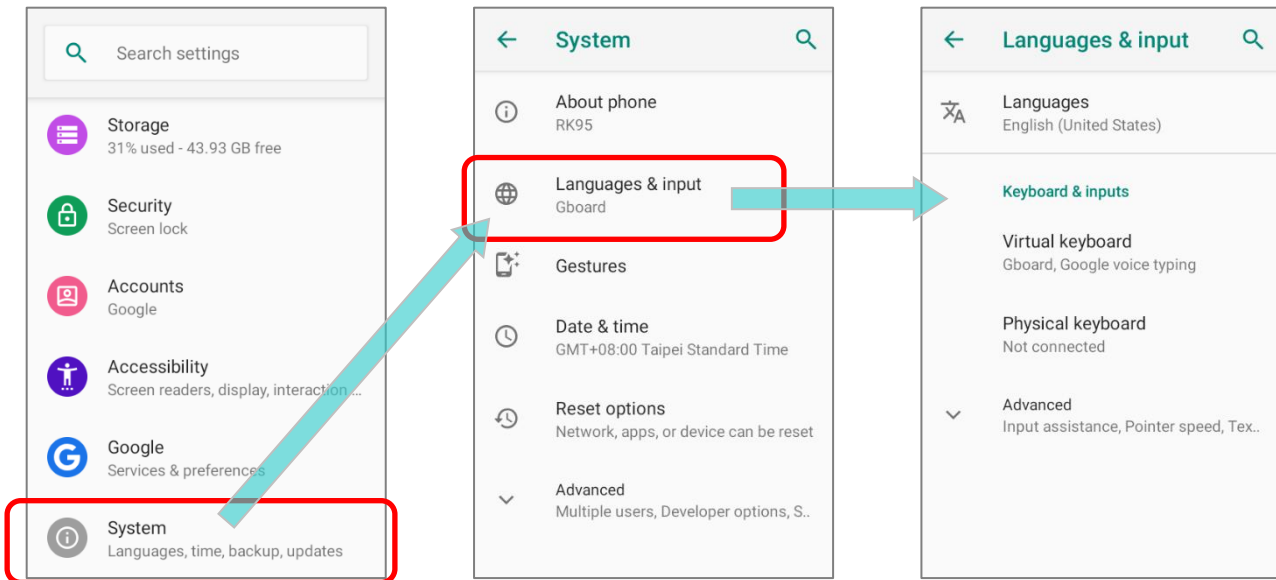 Search settings
Storage
31% used - 43.93 GB free
Security
Screen lock
Accounts
Google
Accessibility
Screen readers, display, interaction ...
Google
Services & preferences
System
Languages, time, backup, updates
System
About phone
RK95
Languages & input
Gboard
Gestures
Date & time
GMT+08:00 Taipei Standard Time
Reset options
Network, apps, or device can be reset
Advanced
Multiple users, Developer options, S..
Languages & input
Languages
English (United States)
Keyboard & inputs
Virtual keyboard
Gboard, Google voice typing
Physical keyboard
Not connected
Advanced
Input assistance, Pointer speed, Tex..